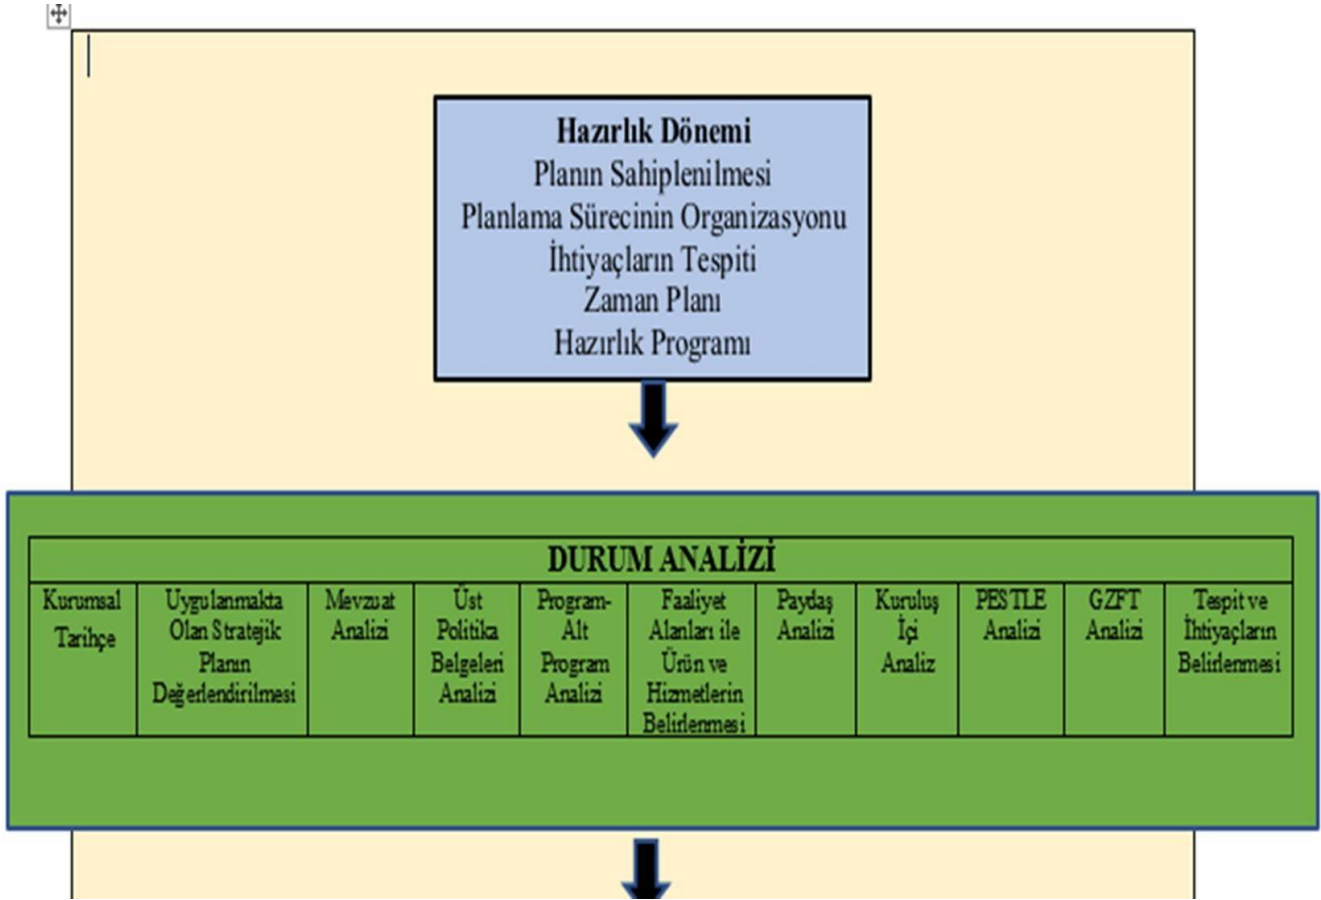 Hazırlık Dönemi
Planın Sahiplenilmesi
Planlama Sürecinin Organizasyonu
İhtiyaçların Tespiti
Zaman Planı
Hazırlık Programı
DURUM ANALİZİ
Kurumsal
Tarihçe
Uygulanmakta
Olan Stratejik
Planın
Değerlendirilmesi
Mevzuat
Analizi
Üst
Politika
Belgeleri
Analizi
Program-
Alt
Program
Analizi
Faaliyet
Alanları ile
Ürün ve
Hizmetlerin
Belirlenmesi
Paydaş
Analizi
Kuruluş
İçi
Analiz
PESTLE
Analizi
GZFT
Analizi
Tespit ve
İhtiyaçların
Belirlenmesi